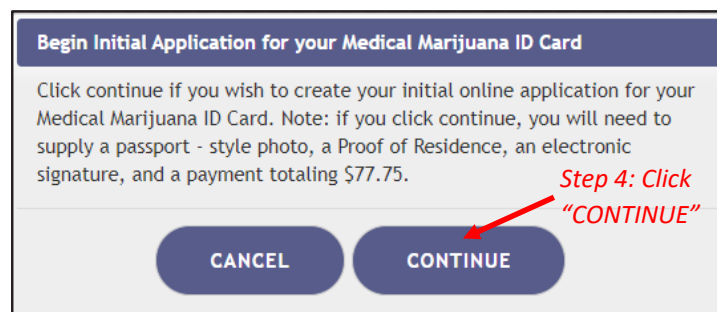 Begin Initial Application for your Medical Marijuana ID Card
Click continue if you wish to create your initial online application for your
Medical Marijuana ID Card. Note: if you click continue, you will need to
supply a passport - style photo, a Proof of Residence, an electronic
signature, and a payment totaling $77.75.
Step 4: Click
“CONTINUE”
CANCEL
CONTINUE